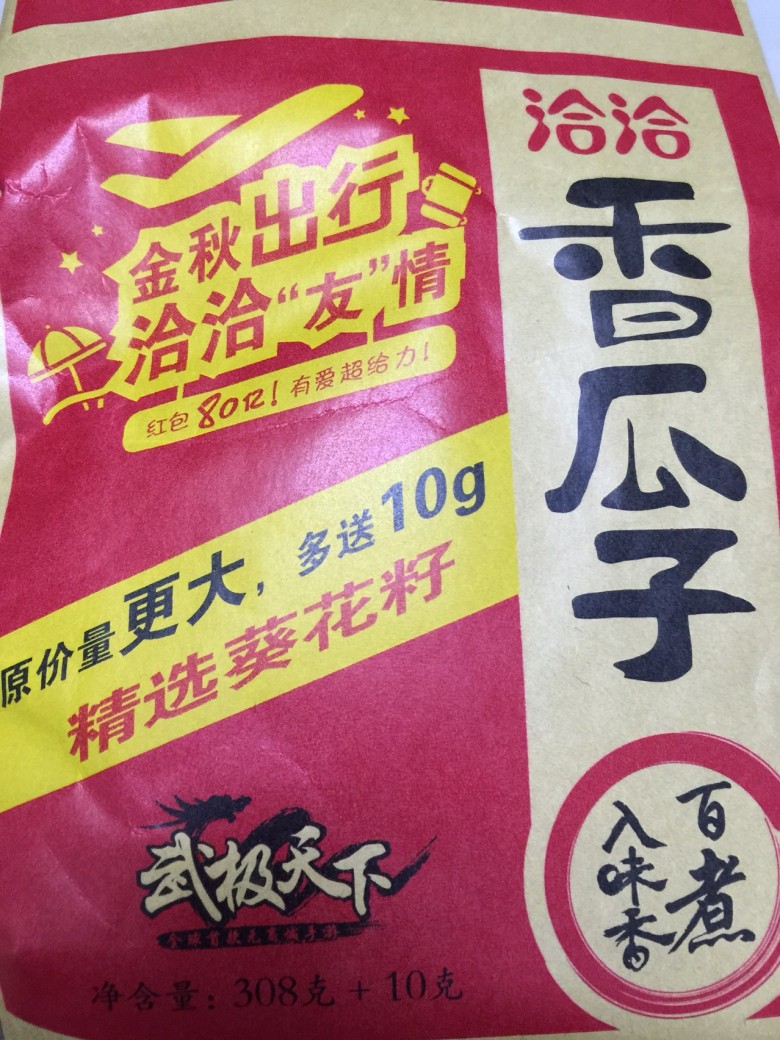 洽洽
香瓜子
金秋出行
洽洽“友”情
红包80亿!有爱超给力!
原价量更大，多送10g
精选葵花籽
百煮
入味香
武极天下
净含量：308克+10克